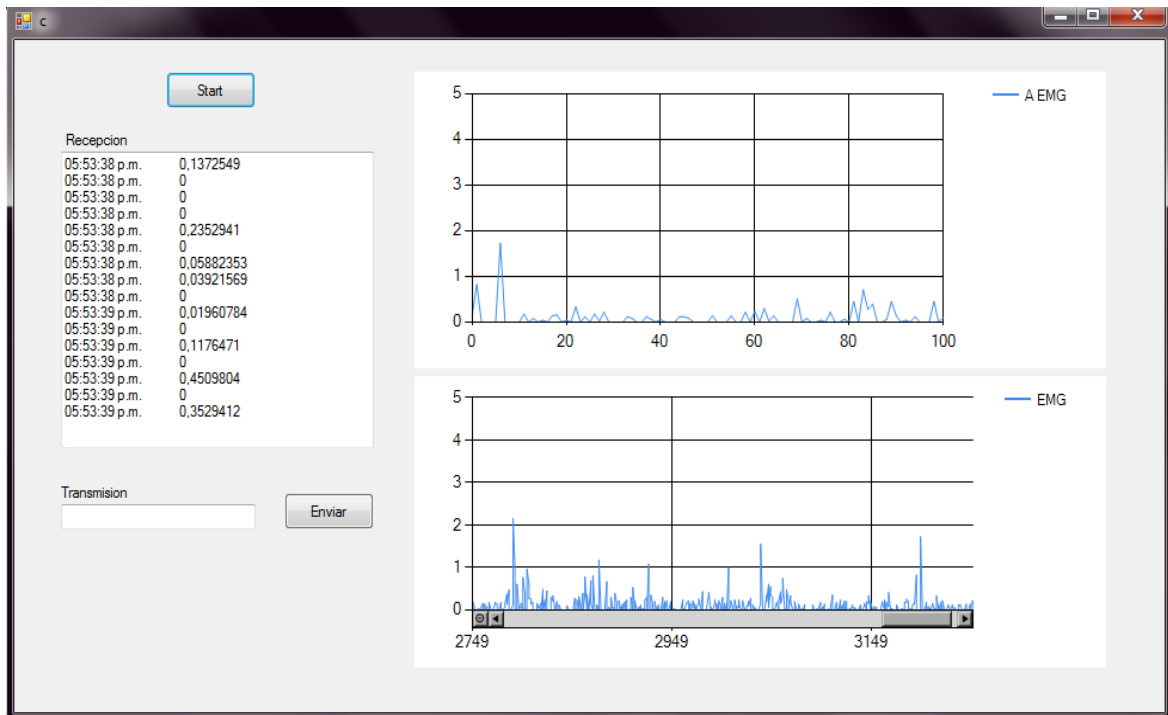 c
Start
Recepcion
05:53:38 p.m. 0,1372549
05:53:38 p.m. 0
05:53:38 p.m. 0
05:53:38 p.m. 0
05:53:38 p.m. 0,2352941
05:53:38 p.m. 0
05:53:38 p.m. 0,05882353
05:53:38 p.m. 0,03921569
05:53:38 p.m. 0
05:53:39 p.m. 0,01960784
05:53:39 p.m. 0
05:53:39 p.m. 0,1176471
05:53:39 p.m. 0
05:53:39 p.m. 0,4509804
05:53:39 p.m. 0
05:53:39 p.m. 0,3529412
Transmision
Enviar
5
4
3
2
1
0
0 20 40 60 80 100
A EMG
5
4
3
2
1
0
2749 2949 3149
EMG